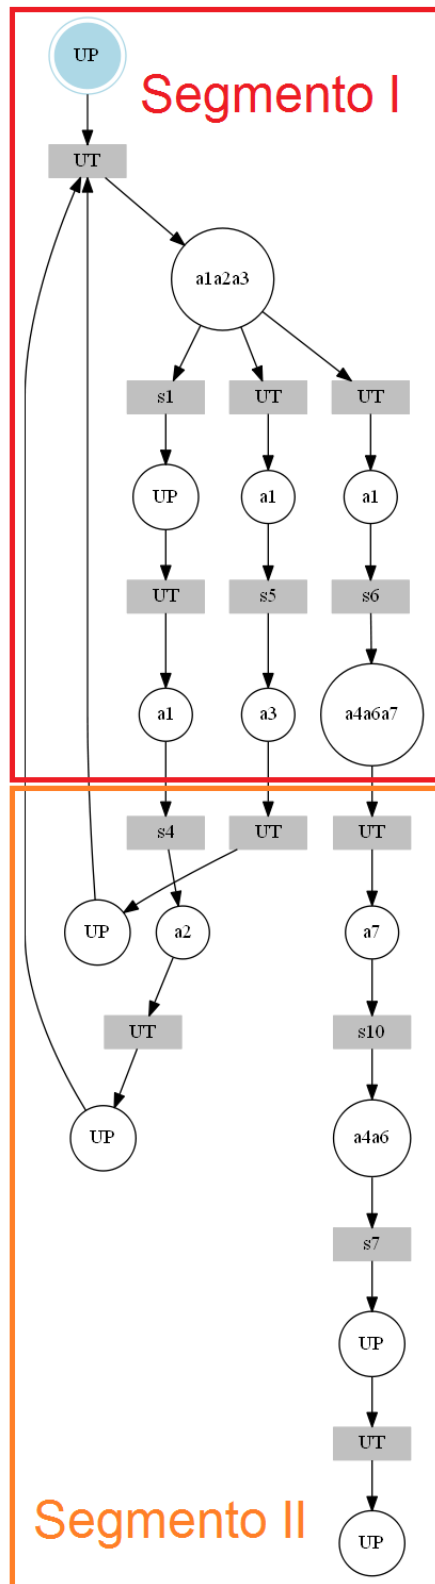 UP
Segmento I
UT
a1a2a3
s1 UT UT
UP a1 a1
UT s5 s6
a1 a3 a4a6a7
s4 UT UT
UP a2 a7
UT s10
UP a4a6
s7
UP
UT
Segmento II UP